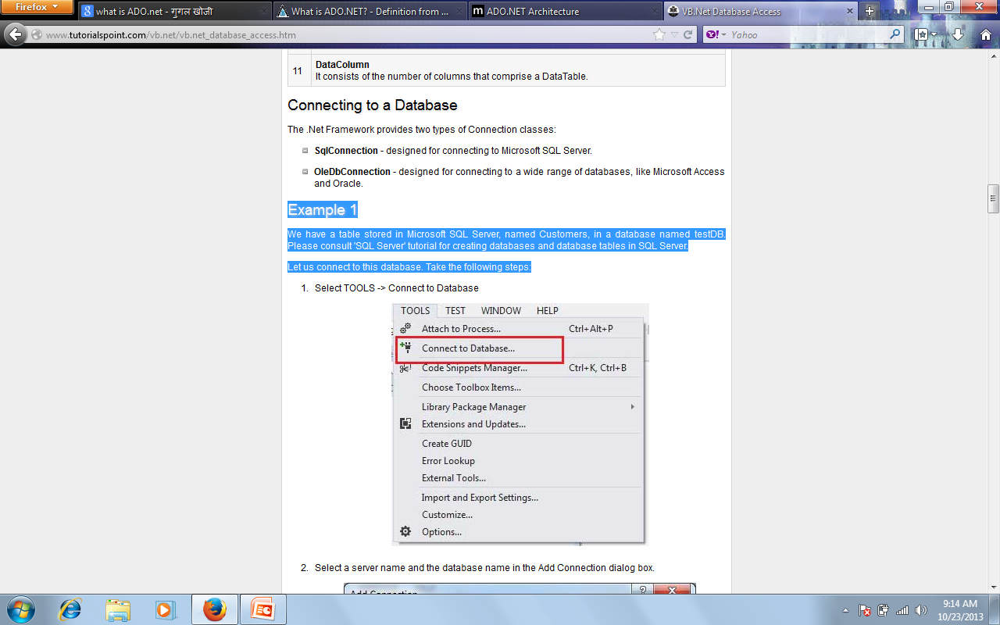 Firefox
what is ADO.net - गुगल खोजी
What is ADO.NET? - Definition from ...
ADO.NET Architecture
VB.Net Database Access
www.tutorialspoint.com/vb.net/vb.net_database_access.htm
Yahoo
11
DataColumn
It consists of the number of columns that comprise a DataTable.
Connecting to a Database
The .Net Framework provides two types of Connection classes:
SqlConnection - designed for connecting to Microsoft SQL Server.
OleDbConnection - designed for connecting to a wide range of databases, like Microsoft Access
and Oracle.
Example 1
We have a table stored in Microsoft SQL Server, named Customers, in a database named testDB.
Please consult 'SQL Server' tutorial for creating databases and database tables in SQL Server.
Let us connect to this database. Take the following steps:
1. Select TOOLS -> Connect to Database
TOOLS TEST WINDOW HELP
Attach to Process... Ctrl+Alt+P
Connect to Database...
Code Snippets Manager... Ctrl+K, Ctrl+B
Choose Toolbox Items...
Library Package Manager
Extensions and Updates...
Create GUID
Error Lookup
External Tools...
Import and Export Settings...
Customize...
Options...
2. Select a server name and the database name in the Add Connection dialog box.
Add Connection
9:14 AM
10/23/2013